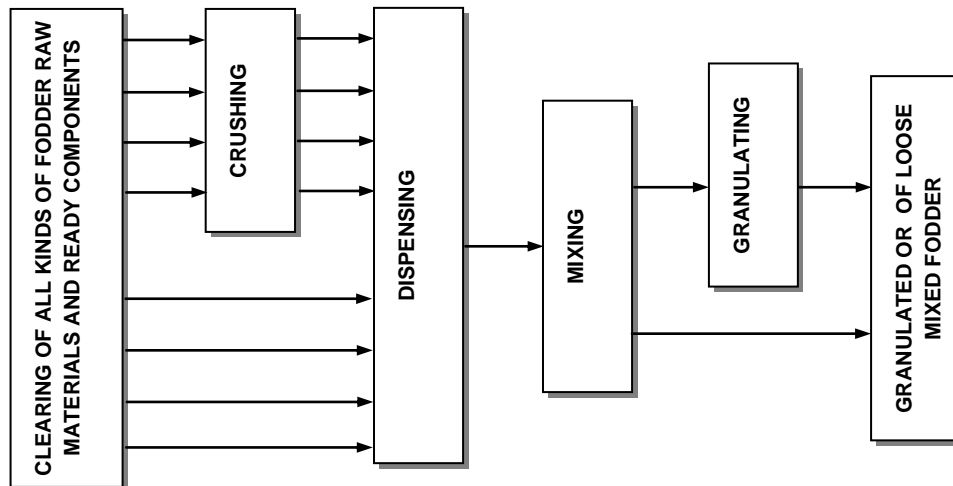 CLEARING OF ALL KINDS OF FODDER RAW
MATERIALS AND READY COMPONENTS
CRUSHING
DISPENSING
MIXING
GRANULATING
GRANULATED OR OF LOOSE
MIXED FODDER